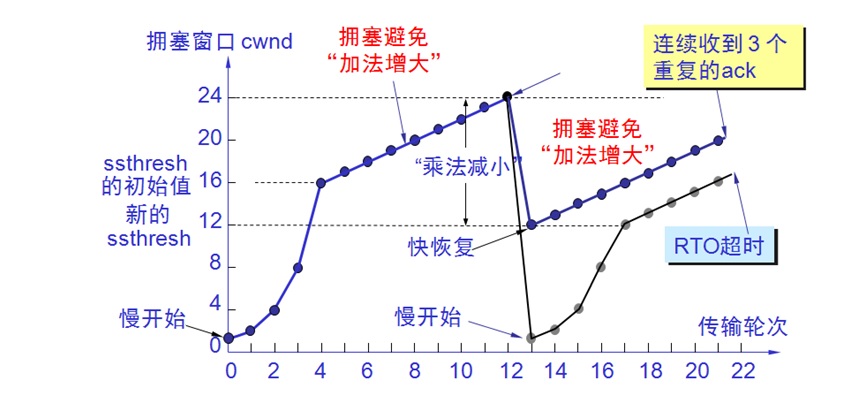 拥塞窗口 cwnd
拥塞避免
“加法增大”
连续收到 3 个
重复的ack
24
20
16
12
8
4
0
ssthresh
的初始值
新的
ssthresh
“乘法减小”
拥塞避免
“加法增大”
快恢复
RTO超时
慢开始
慢开始
传输轮次
0 2 4 6 8 10 12 14 16 18 20 22